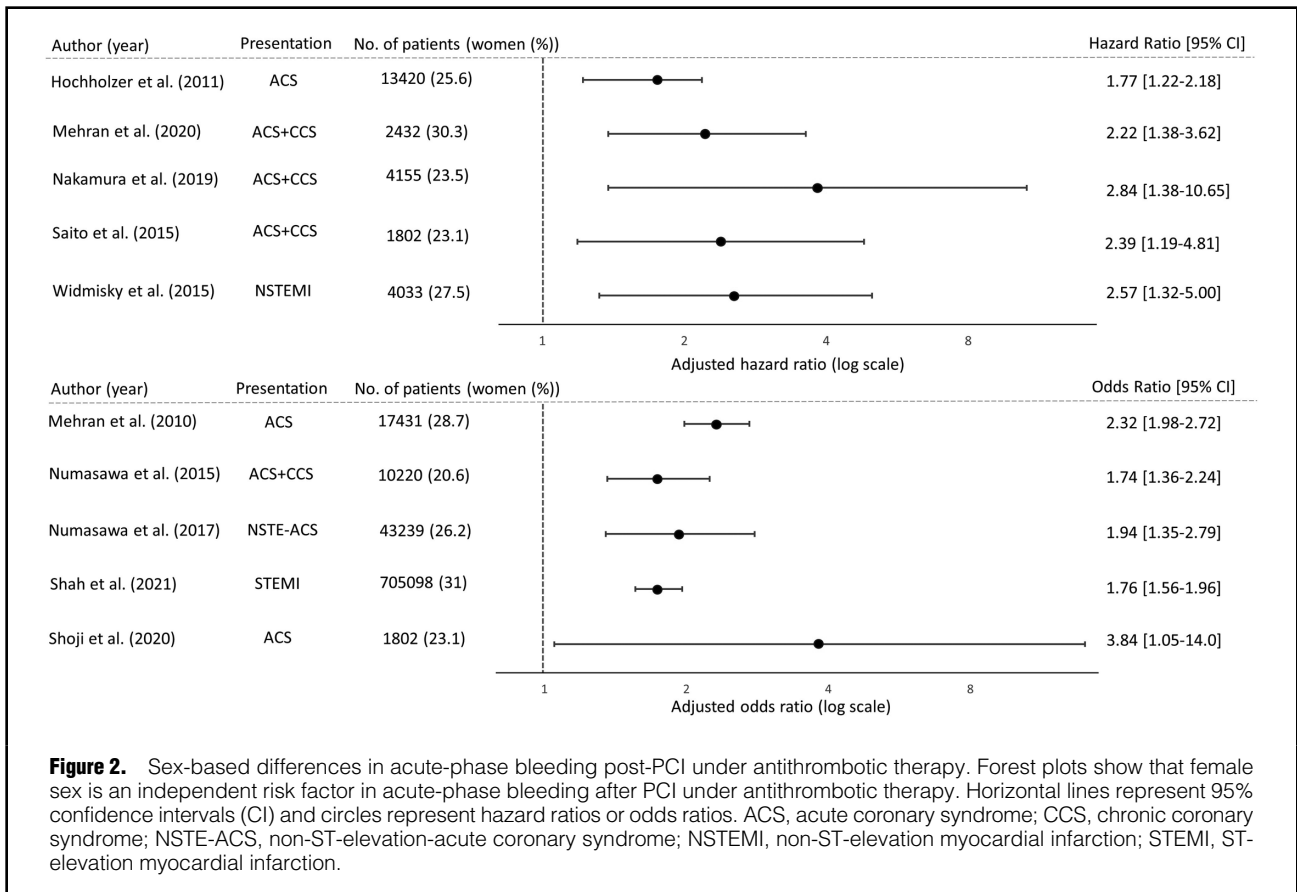 Author (year) Presentation No. of patients (women (%)) Hazard Ratio [95% CI]
Hochholzer et al. (2011) ACS 13420 (25.6) 1.77 [1.22-2.18]
Mehran et al. (2020) ACS+CCS 2432 (30.3) 2.22 [1.38-3.62]
Nakamura et al. (2019) ACS+CCS 4155 (23.5) 2.84 [1.38-10.65]
Saito et al. (2015) ACS+CCS 1802 (23.1) 2.39 [1.19-4.81]
Widmisky et al. (2015) NSTEMI 4033 (27.5) 2.57 [1.32-5.00]
1 2 4 8
Adjusted hazard ratio (log scale)
Author (year) Presentation No. of patients (women (%)) Odds Ratio [95% CI]
Mehran et al. (2010) ACS 17431 (28.7) 2.32 [1.98-2.72]
Numasawa et al. (2015) ACS+CCS 10220 (20.6) 1.74 [1.36-2.24]
Numasawa et al. (2017) NSTE-ACS 43239 (26.2) 1.94 [1.35-2.79]
Shah et al. (2021) STEMI 705098 (31) 1.76 [1.56-1.96]
Shoji et al. (2020) ACS 1802 (23.1) 3.84 [1.05-14.0]
1 2 4 8
Adjusted odds ratio (log scale)
Figure 2. Sex-based differences in acute-phase bleeding post-PCI under antithrombotic therapy. Forest plots show that female
sex is an independent risk factor in acute-phase bleeding after PCI under antithrombotic therapy. Horizontal lines represent 95%
confidence intervals (CI) and circles represent hazard ratios or odds ratios. ACS, acute coronary syndrome; CCS, chronic coronary
syndrome; NSTE-ACS, non-ST-elevation-acute coronary syndrome; NSTEMI, non-ST-elevation myocardial infarction; STEMI, ST-
elevation myocardial infarction.